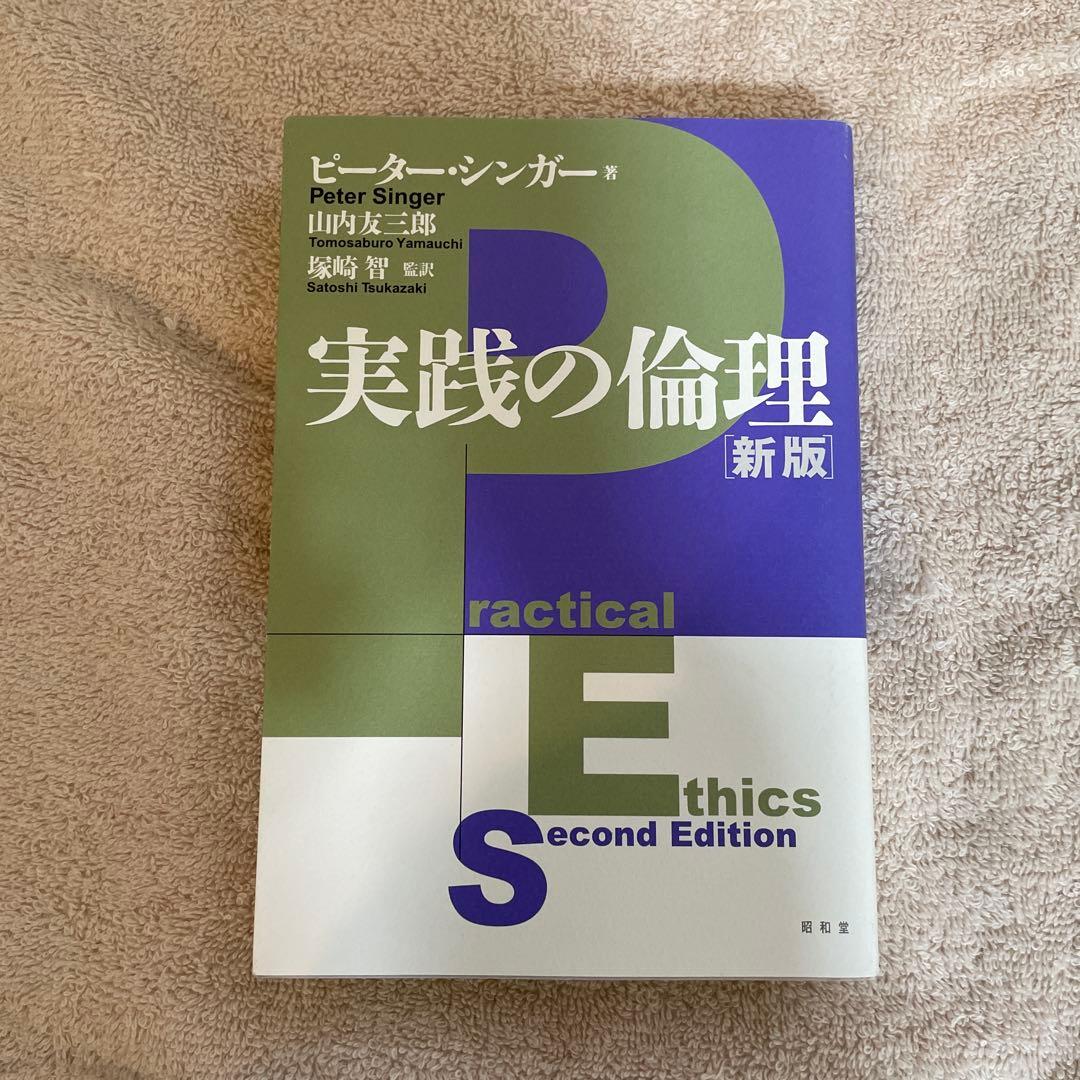 ピーター・シンガー 著
Peter Singer
山内友三郎
Tomosaburo Yamauchi
塚崎 智 監訳
Satoshi Tsukazaki
実践の倫理
[新版]
Practical
Ethics
Second Edition
昭和堂